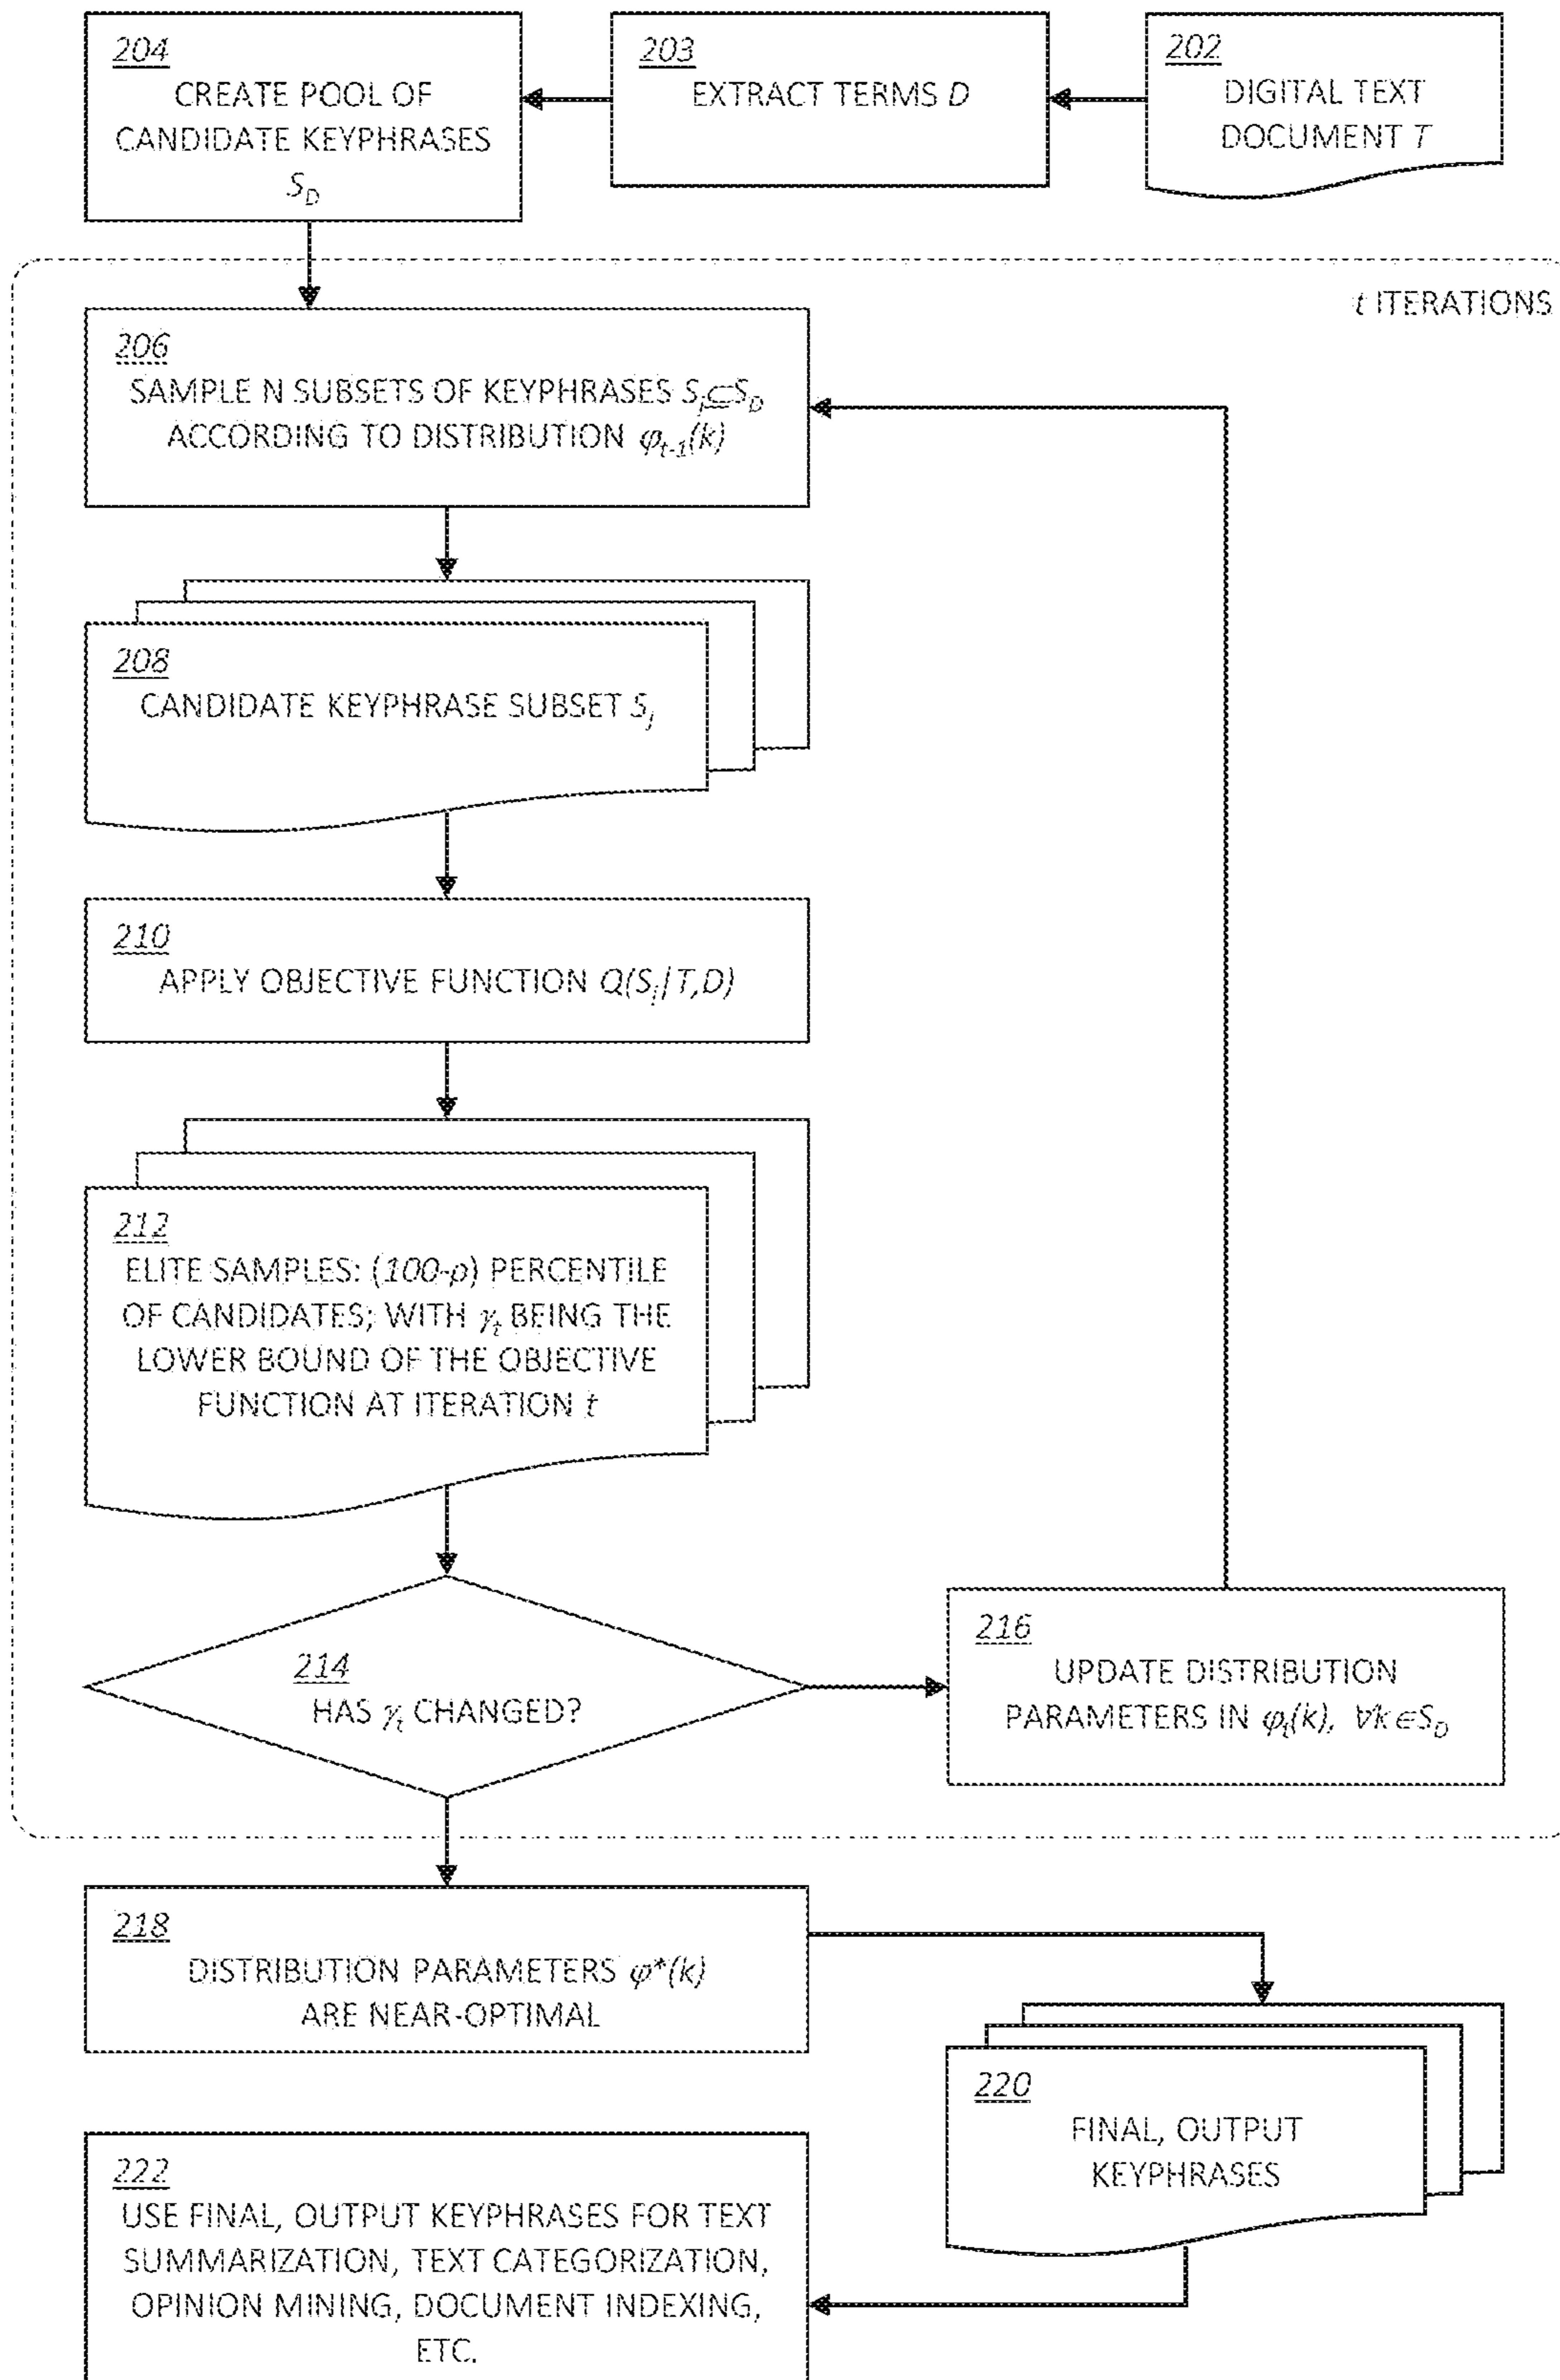 204
CREATE POOL OF
CANDIDATE KEYPHRASES
S_D
203
EXTRACT TERMS D
202
DIGITAL TEXT
DOCUMENT T
t ITERATIONS
206
SAMPLE N SUBSETS OF KEYPHRASES S_j⊆S_D
ACCORDING TO DISTRIBUTION φ_{t-1}(k)
208
CANDIDATE KEYPHRASE SUBSET S_j
210
APPLY OBJECTIVE FUNCTION Q(S_j|T,D)
212
ELITE SAMPLES: (100-ρ) PERCENTILE
OF CANDIDATES; WITH γ_t BEING THE
LOWER BOUND OF THE OBJECTIVE
FUNCTION AT ITERATION t
214
HAS γ_t CHANGED?
216
UPDATE DISTRIBUTION
PARAMETERS IN φ_t(k), ∀k∈S_D
218
DISTRIBUTION PARAMETERS φ*(k)
ARE NEAR-OPTIMAL
220
FINAL, OUTPUT
KEYPHRASES
222
USE FINAL, OUTPUT KEYPHRASES FOR TEXT
SUMMARIZATION, TEXT CATEGORIZATION,
OPINION MINING, DOCUMENT INDEXING,
ETC.